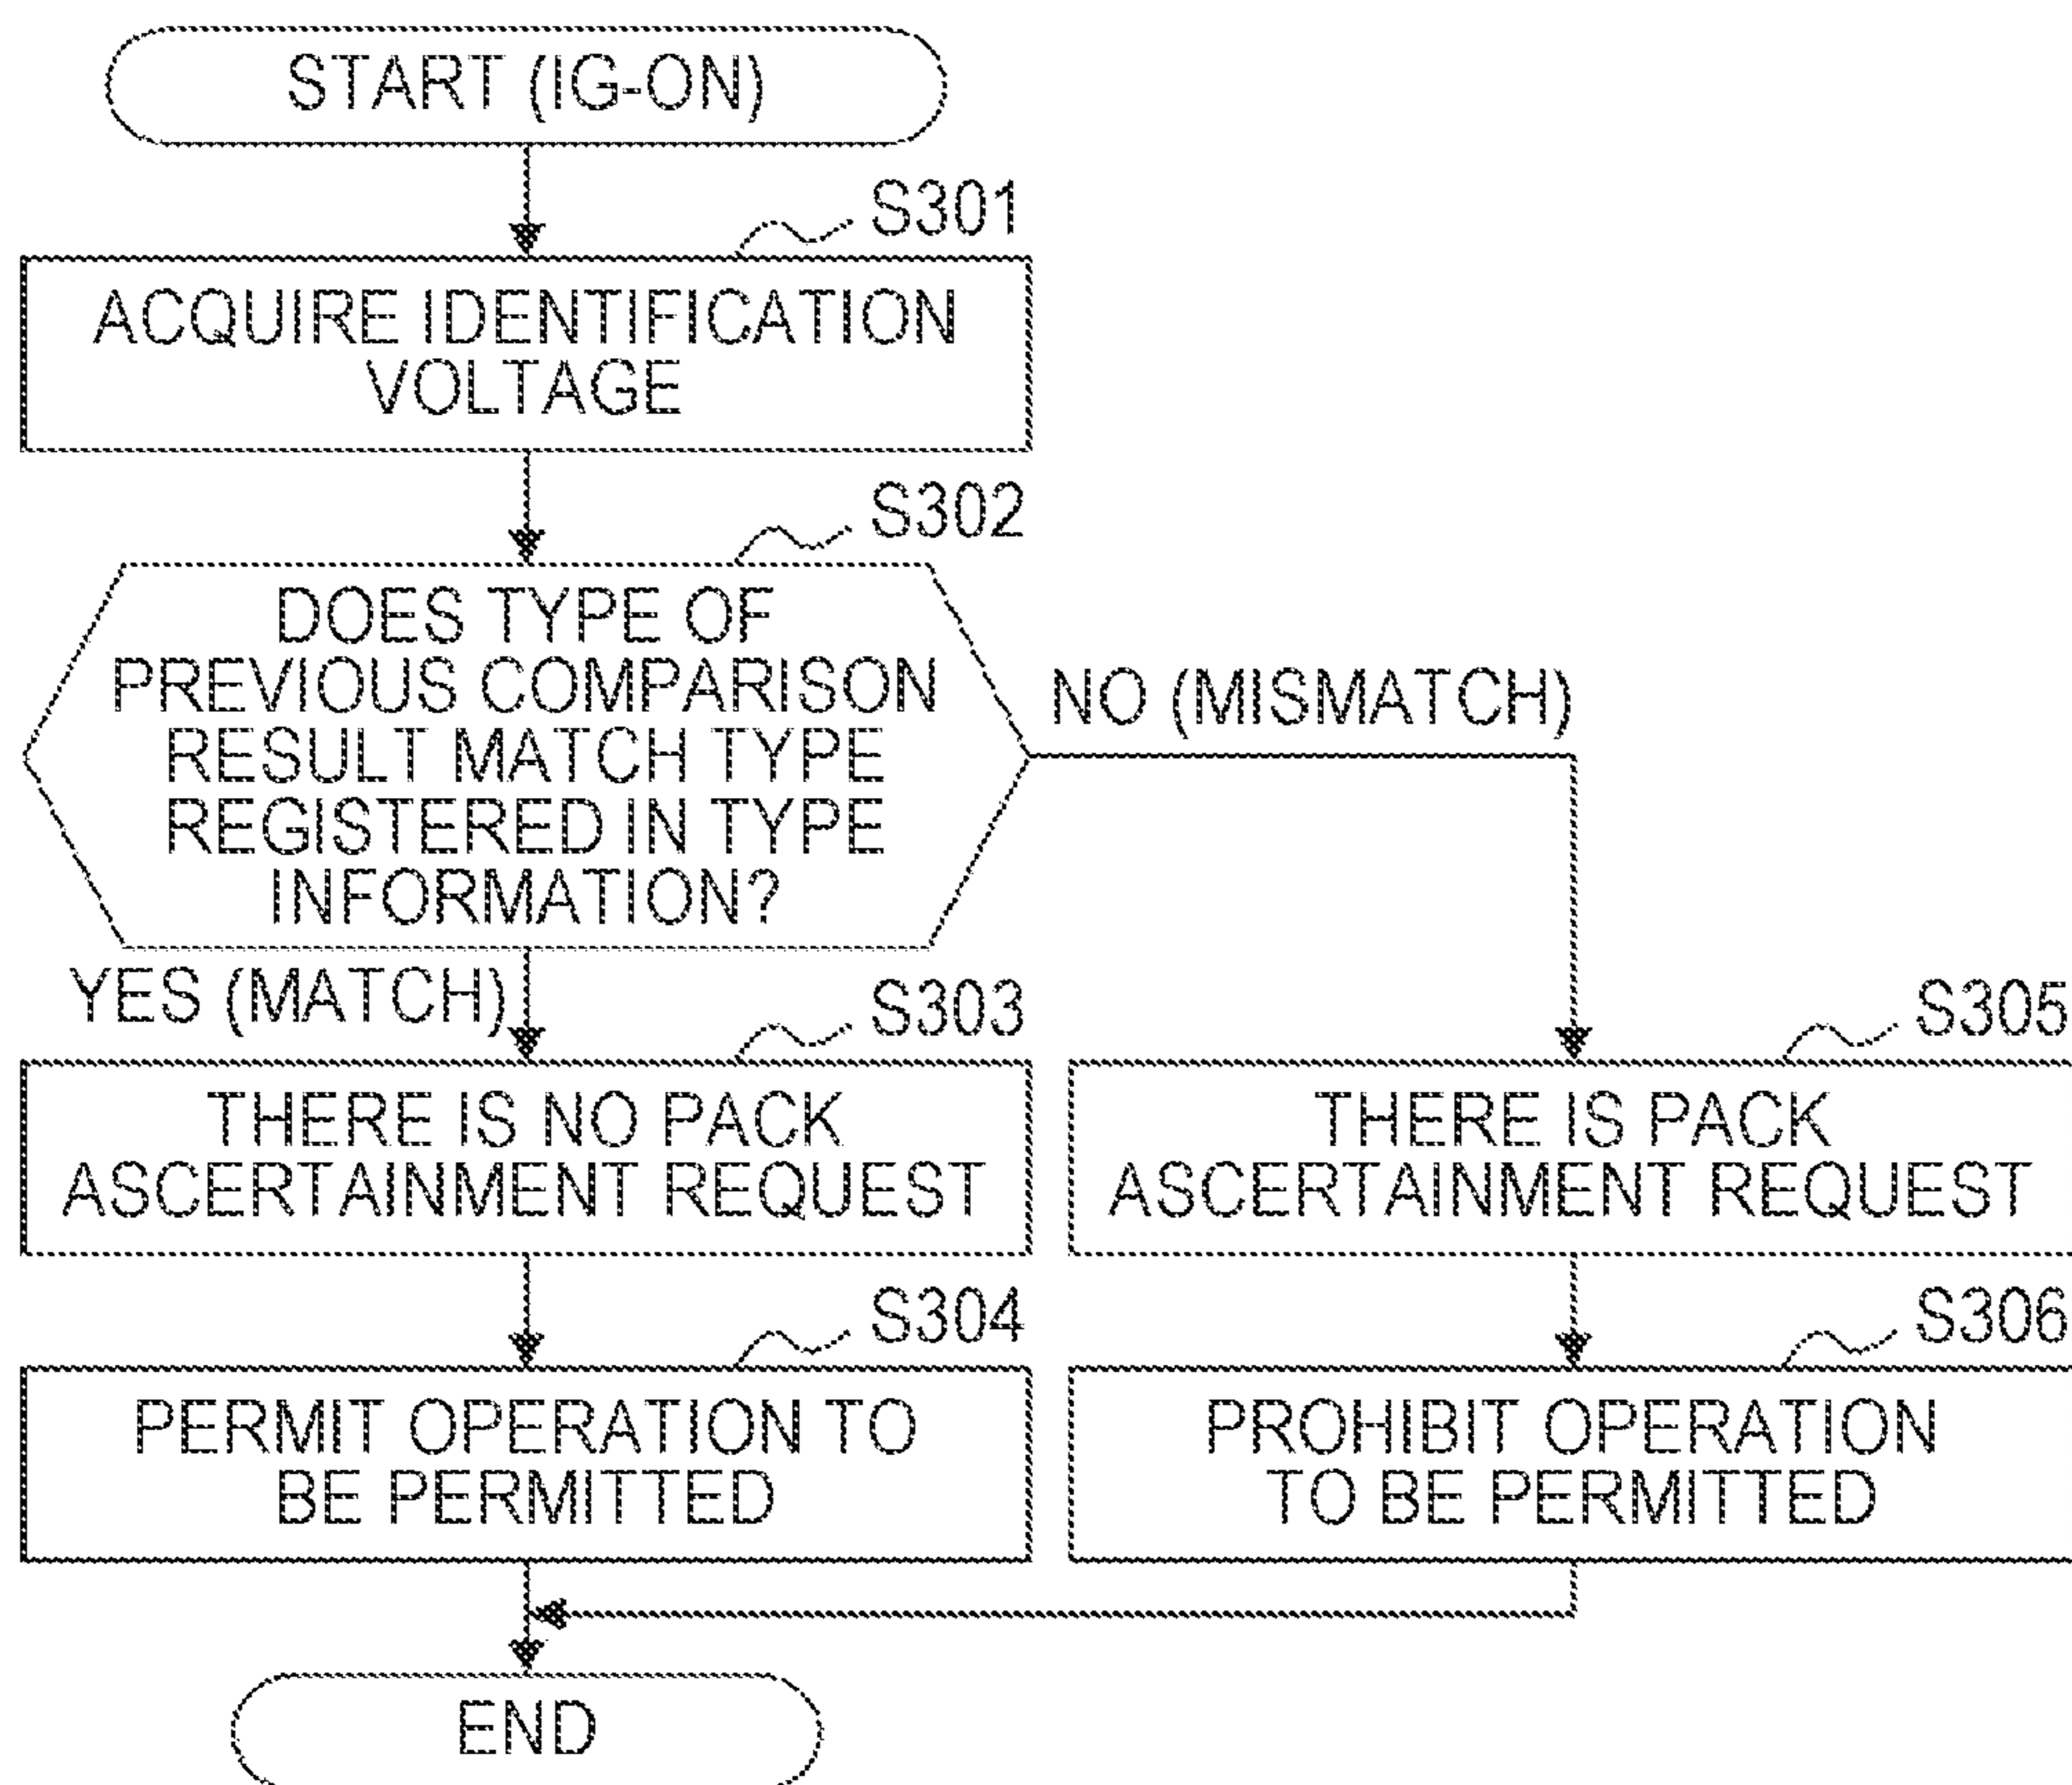 START (IG-ON)
S301
ACQUIRE IDENTIFICATION
VOLTAGE
S302
DOES TYPE OF
PREVIOUS COMPARISON
RESULT MATCH TYPE
REGISTERED IN TYPE
INFORMATION?
NO (MISMATCH)
YES (MATCH)
S303
THERE IS NO PACK
ASCERTAINMENT REQUEST
S304
PERMIT OPERATION TO
BE PERMITTED
S305
THERE IS PACK
ASCERTAINMENT REQUEST
S306
PROHIBIT OPERATION
TO BE PERMITTED
END